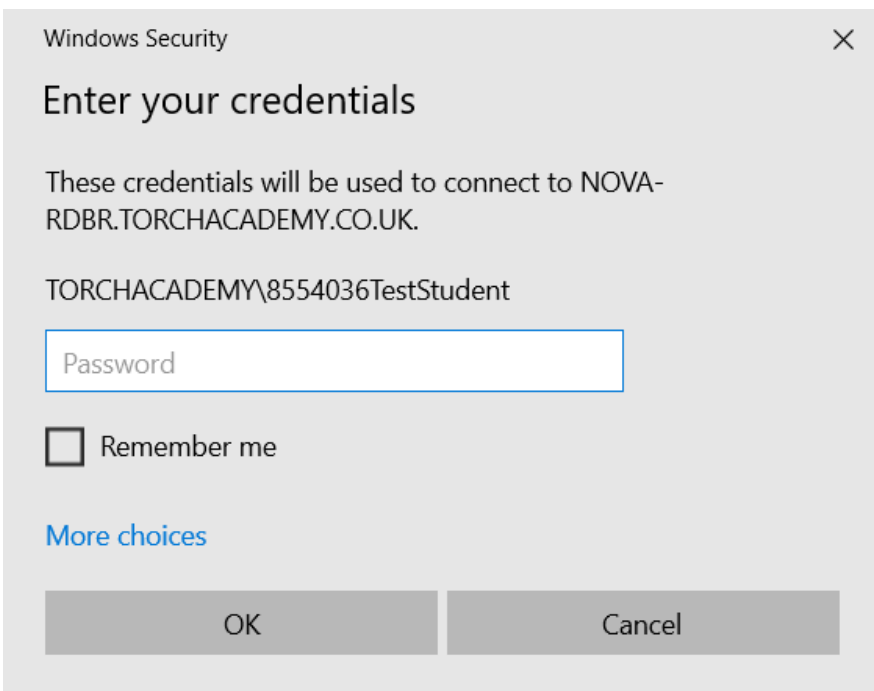 Windows Security
Enter your credentials
These credentials will be used to connect to NOVA-
RDBR.TORCHACADEMY.CO.UK.
TORCHACADEMY\8554036TestStudent
Password
Remember me
More choices
OK Cancel